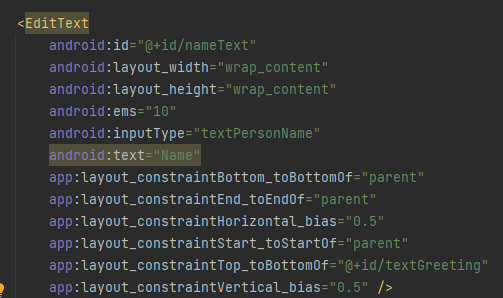 <EditText
android:id="@+id/nameText"
android:layout_width="wrap_content"
android:layout_height="wrap_content"
android:ems="10"
android:inputType="textPersonName"
android:text="Name"
app:layout_constraintBottom_toBottomOf="parent"
app:layout_constraintEnd_toEndOf="parent"
app:layout_constraintHorizontal_bias="0.5"
app:layout_constraintStart_toStartOf="parent"
app:layout_constraintTop_toBottomOf="@+id/textGreeting"
app:layout_constraintVertical_bias="0.5" />